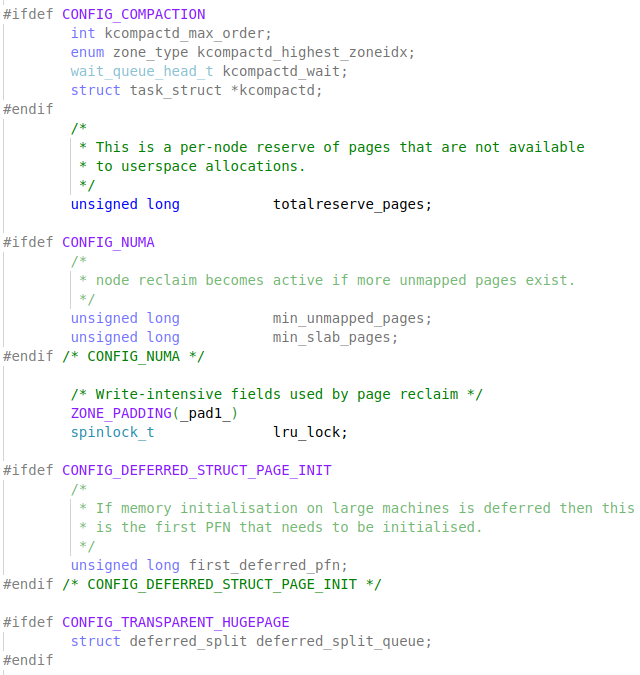 #ifdef CONFIG_COMPACTION
int kcompactd_max_order;
enum zone_type kcompactd_highest_zoneidx;
wait_queue_head_t kcompactd_wait;
struct task_struct *kcompactd;
#endif
/*
* This is a per-node reserve of pages that are not available
* to userspace allocations.
*/
unsigned long totalreserve_pages;
#ifdef CONFIG_NUMA
/*
* node reclaim becomes active if more unmapped pages exist.
*/
unsigned long min_unmapped_pages;
unsigned long min_slab_pages;
#endif /* CONFIG_NUMA */
/* Write-intensive fields used by page reclaim */
ZONE_PADDING(_pad1_)
spinlock_t lru_lock;
#ifdef CONFIG_DEFERRED_STRUCT_PAGE_INIT
/*
* If memory initialisation on large machines is deferred then this
* is the first PFN that needs to be initialised.
*/
unsigned long first_deferred_pfn;
#endif /* CONFIG_DEFERRED_STRUCT_PAGE_INIT */
#ifdef CONFIG_TRANSPARENT_HUGEPAGE
struct deferred_split deferred_split_queue;
#endif